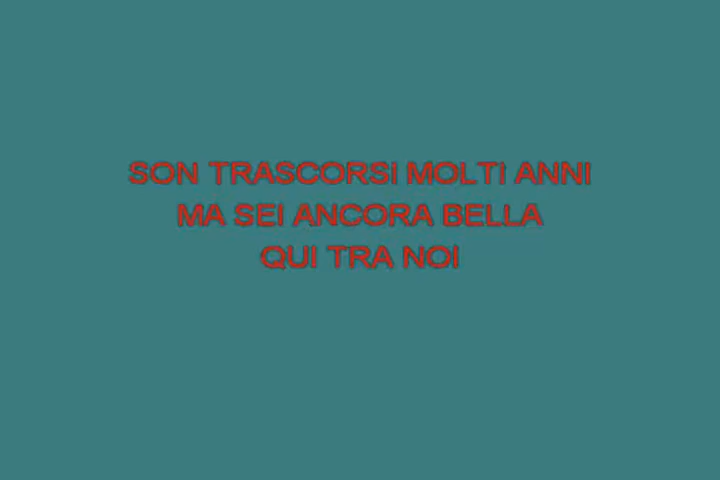 SON TRASCORSI MOLTI ANNI
MA SEI ANCORA BELLA
QUI TRA NOI